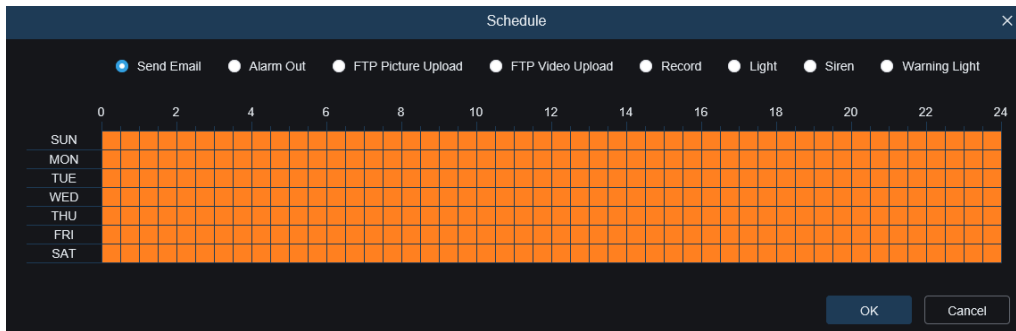 Schedule
Send Email Alarm Out FTP Picture Upload FTP Video Upload Record Light Siren Warning Light
0 2 4 6 8 10 12 14 16 18 20 22 24
SUN
MON
TUE
WED
THU
FRI
SAT
OK Cancel